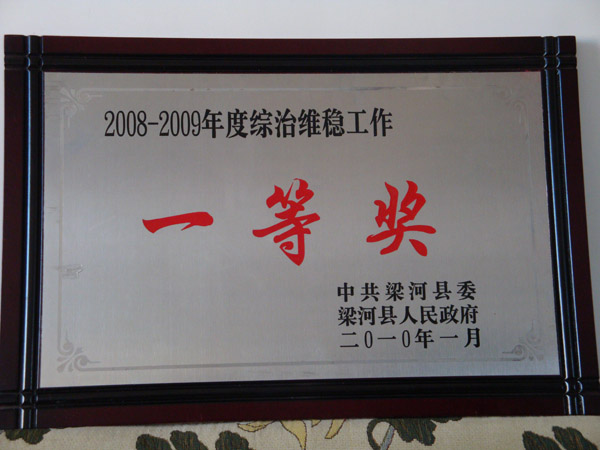 2008-2009年度综治维稳工作
一等奖
中共梁河县委
梁河县人民政府
二0一0年一月